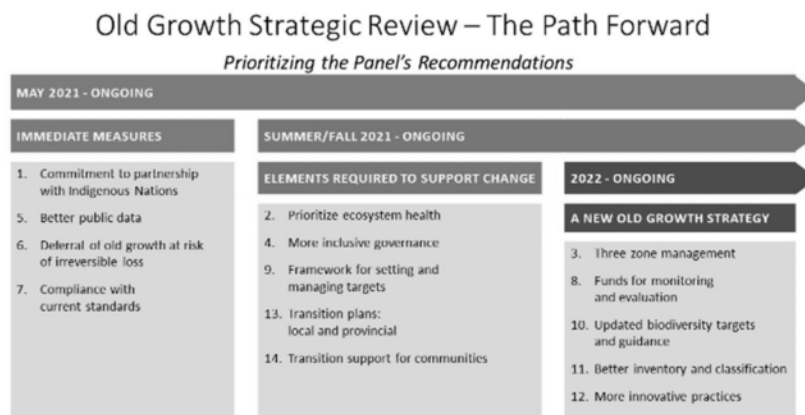 Old Growth Strategic Review – The Path Forward
Prioritizing the Panel's Recommendations
MAY 2021 - ONGOING
IMMEDIATE MEASURES
1. Commitment to partnership
with Indigenous Nations
5. Better public data
6. Deferral of old growth at risk
of irreversible loss
7. Compliance with
current standards
SUMMER/FALL 2021 - ONGOING
ELEMENTS REQUIRED TO SUPPORT CHANGE
2. Prioritize ecosystem health
4. More inclusive governance
9. Framework for setting and
managing targets
13. Transition plans:
local and provincial
14. Transition support for communities
2022 - ONGOING
A NEW OLD GROWTH STRATEGY
3. Three zone management
8. Funds for monitoring
and evaluation
10. Updated biodiversity targets
and guidance
11. Better inventory and classification
12. More innovative practices